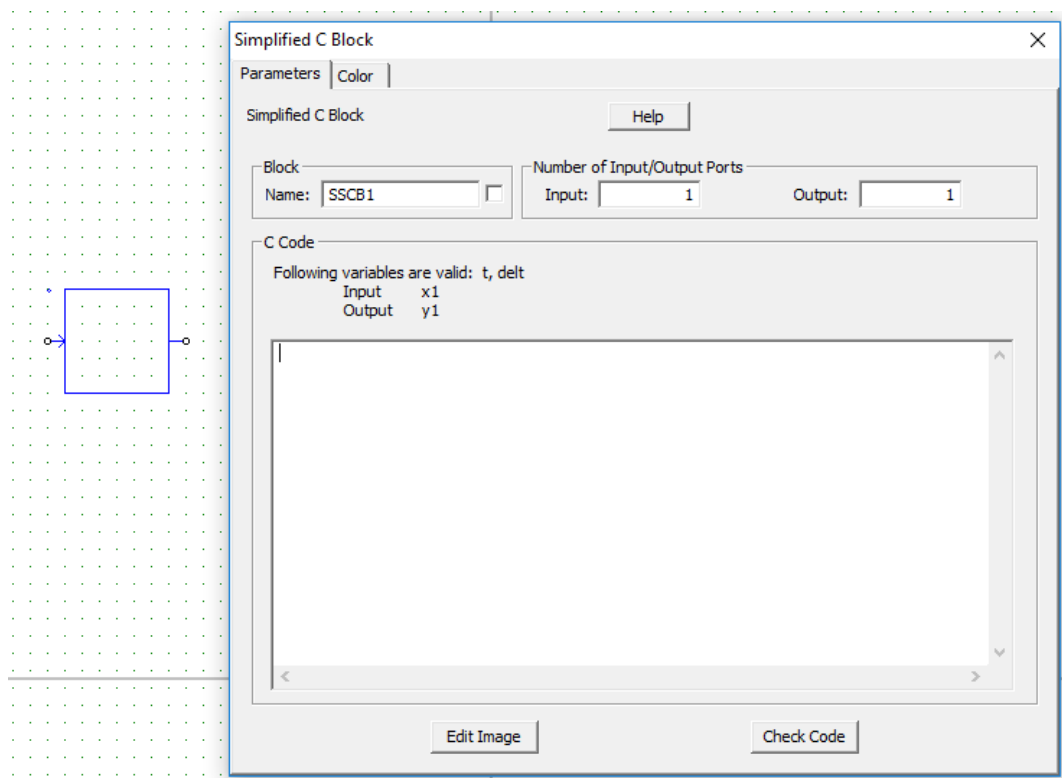 Simplified C Block
Parameters Color
Simplified C Block Help
Block Number of Input/Output Ports
Name: SSCB1 Input: 1 Output: 1
C Code
Following variables are valid: t, delt
Input x1
Output y1
Edit Image Check Code